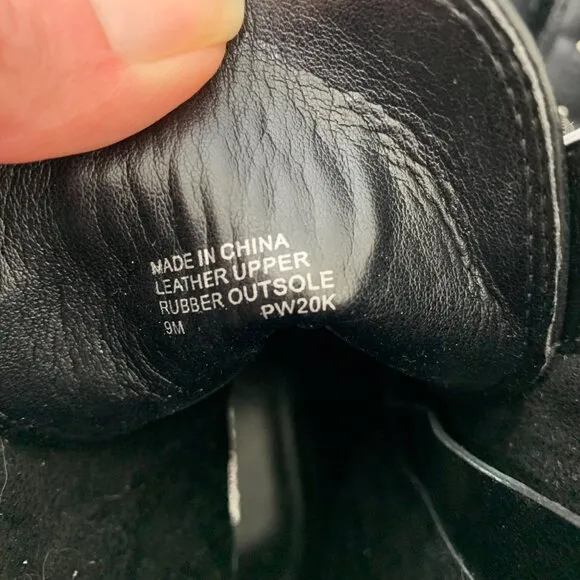 MADE IN CHINA
LEATHER UPPER
RUBBER OUTSOLE
9M PW20K